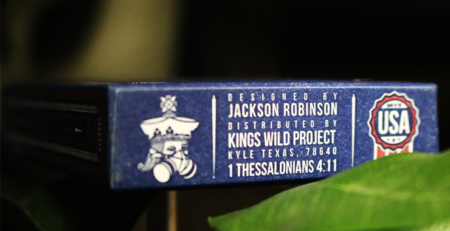 DESIGNED BY
JACKSON ROBINSON
DISTRIBUTED BY
KINGS WILD PROJECT
KYLE TEXAS, 78640
1 THESSALONIANS 4:11
USA